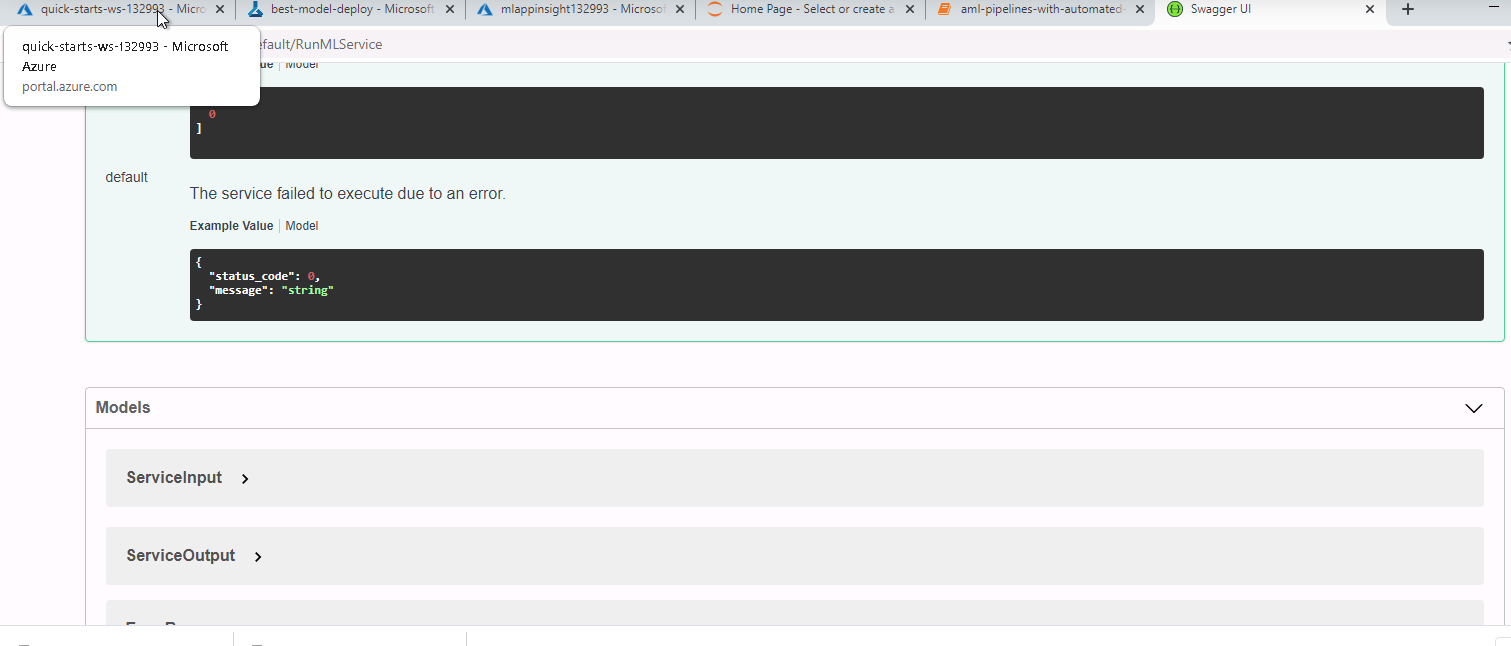 quick-starts-ws-132993 - Micro
best-model-deploy - Microsoft
mlappinsight132993 - Microsof
Home Page - Select or create a
aml-pipelines-with-automated-
Swagger UI
quick-starts-ws-132993 - Microsoft
Azure
portal.azure.com
efault/RunMLService
ue | Model
0
]
default
The service failed to execute due to an error.
Example Value | Model
{
"status_code": 0,
"message": "string"
}
Models
ServiceInput
ServiceOutput